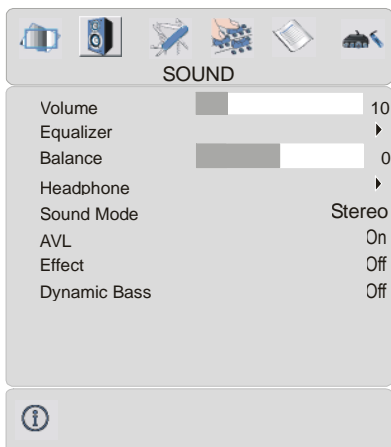 SOUND
Volume 10
Equalizer
Balance 0
Headphone
Sound Mode Stereo
AVL On
Effect Off
Dynamic Bass Off